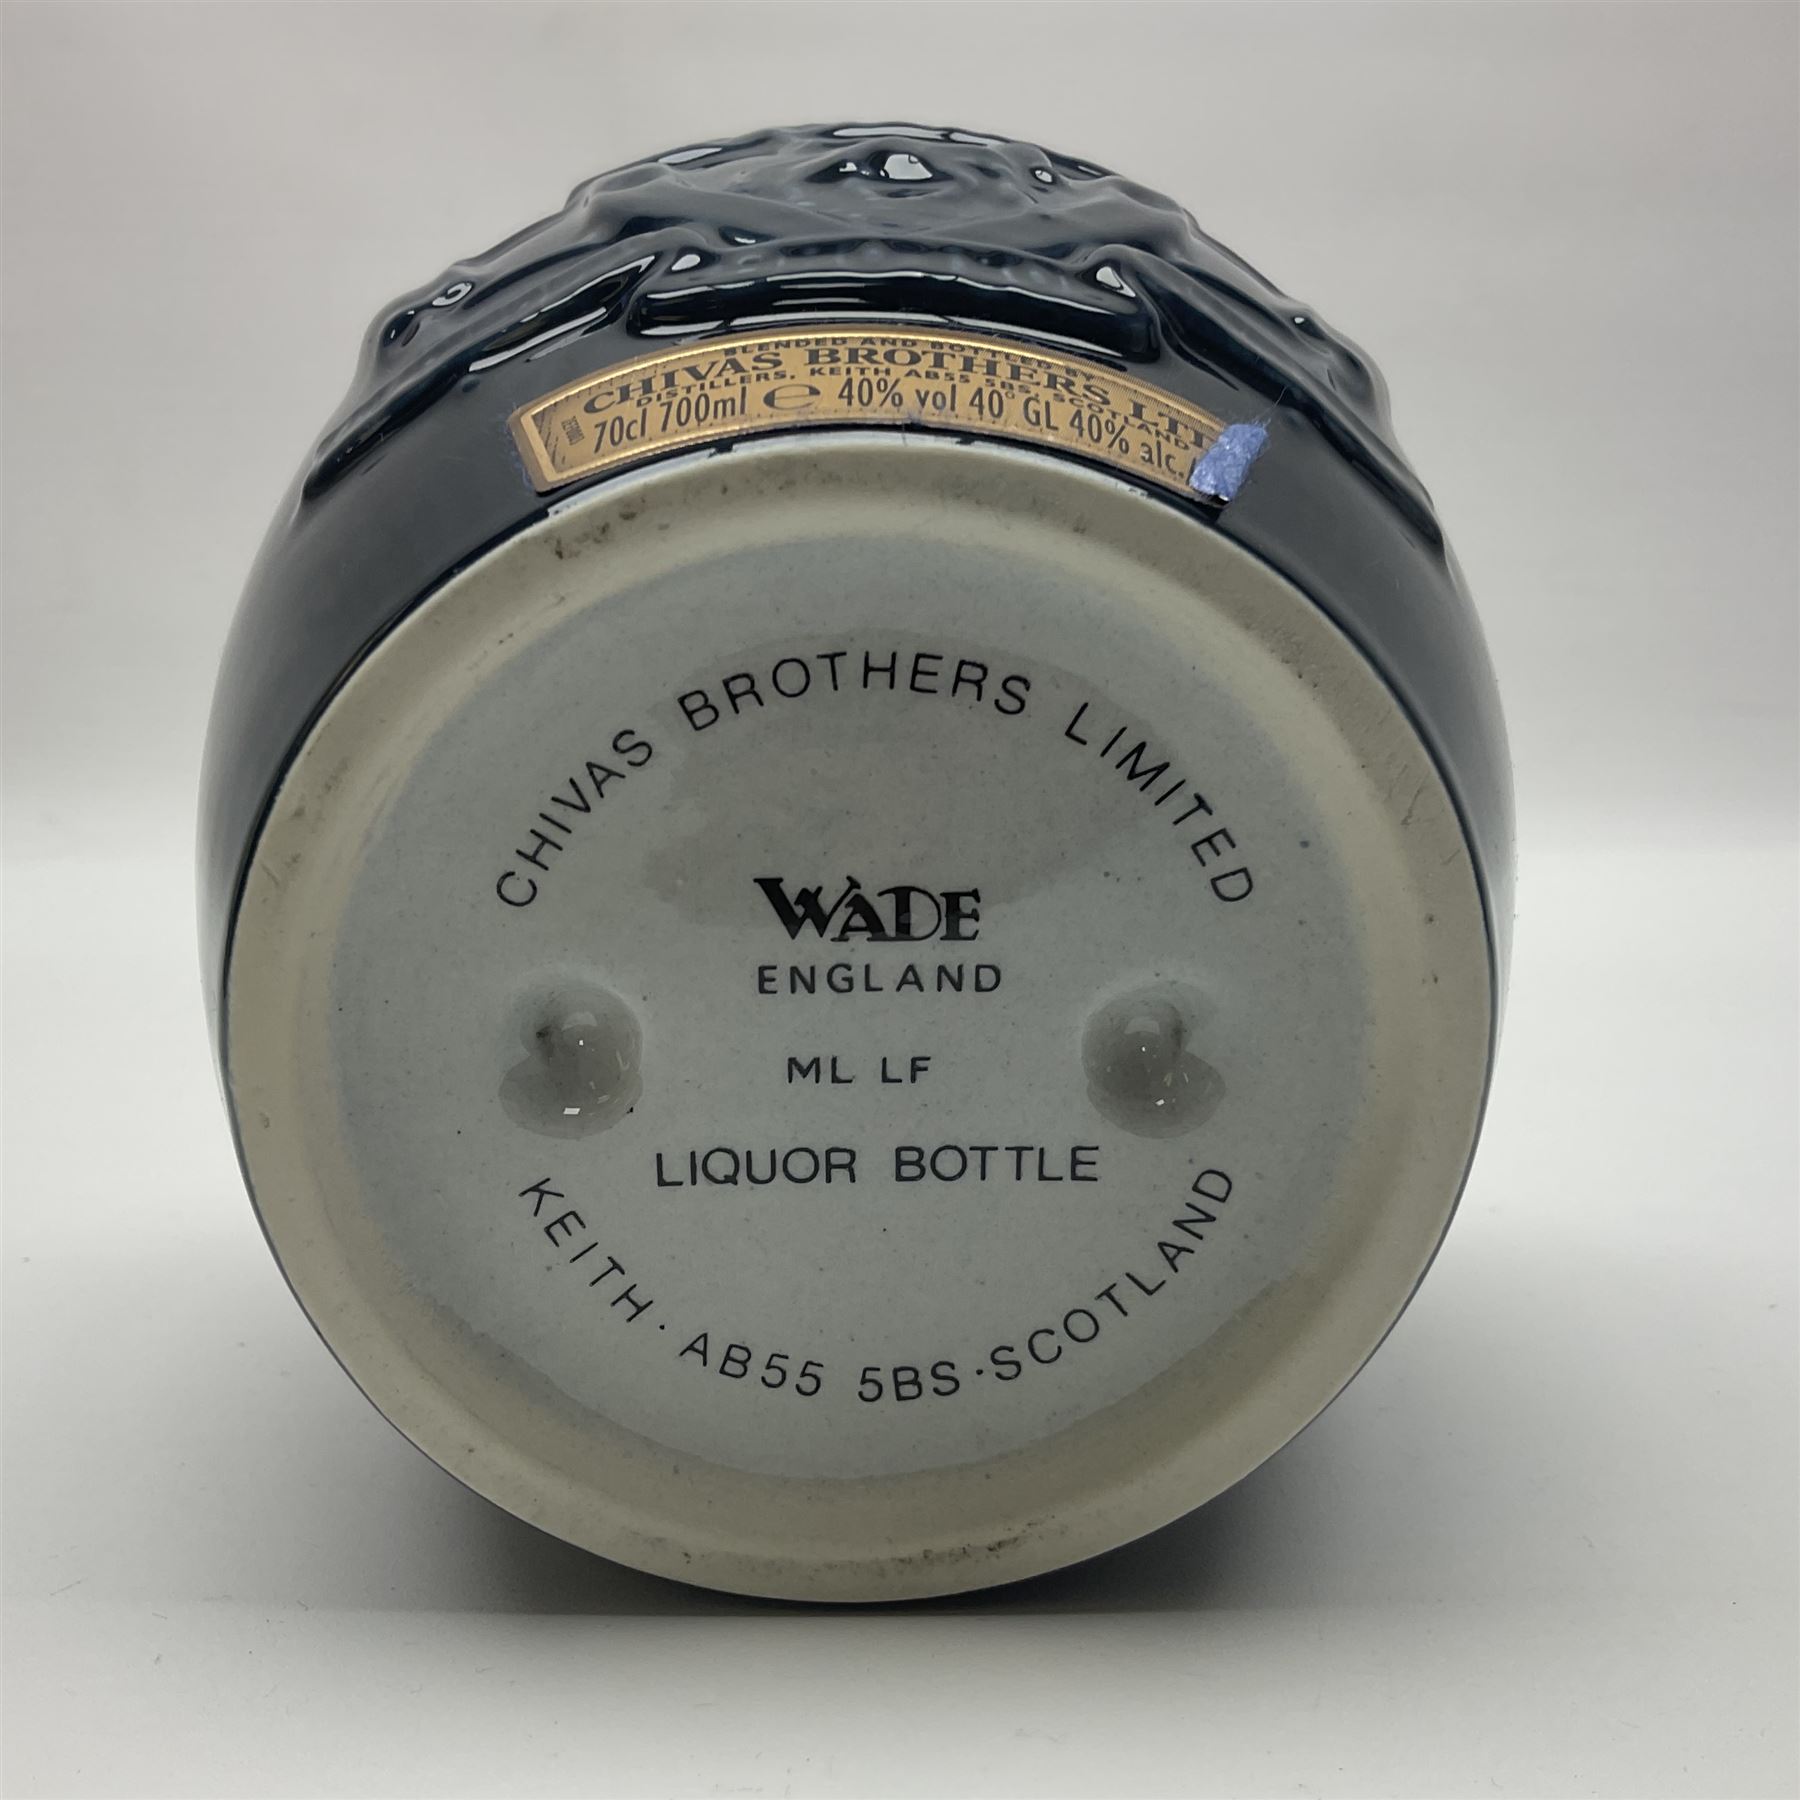 BLENDED AND BOTTLED BY
CHIVAS BROTHERS LT
DISTILLERS, KEITH AB55 5BS, SCOTLAND
70cl 700ml e 40% vol 40° GL 40% alc.
CHIVAS BROTHERS LIMITED
WADE
ENGLAND
ML LF
LIQUOR BOTTLE
KEITH · AB55 5BS · SCOTLAND